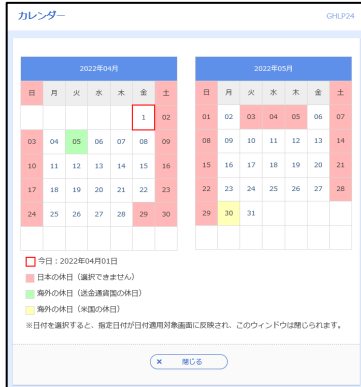 カレンダー
GHLP24
2022年04月
日 月 火 水 木 金 土
1 02
03 04 05 06 07 08 09
10 11 12 13 14 15 16
17 18 19 20 21 22 23
24 25 26 27 28 29 30
2022年05月
日 月 火 水 木 金 土
01 02 03 04 05 06 07
08 09 10 11 12 13 14
15 16 17 18 19 20 21
22 23 24 25 26 27 28
29 30 31
今日：2022年04月01日
日本の休日（選択できません）
海外の休日（送金通貨国の休日）
海外の休日（米国の休日）
※日付を選択すると、指定日付が日付適用対象画面に反映され、このウィンドウは閉じられます。
× 閉じる